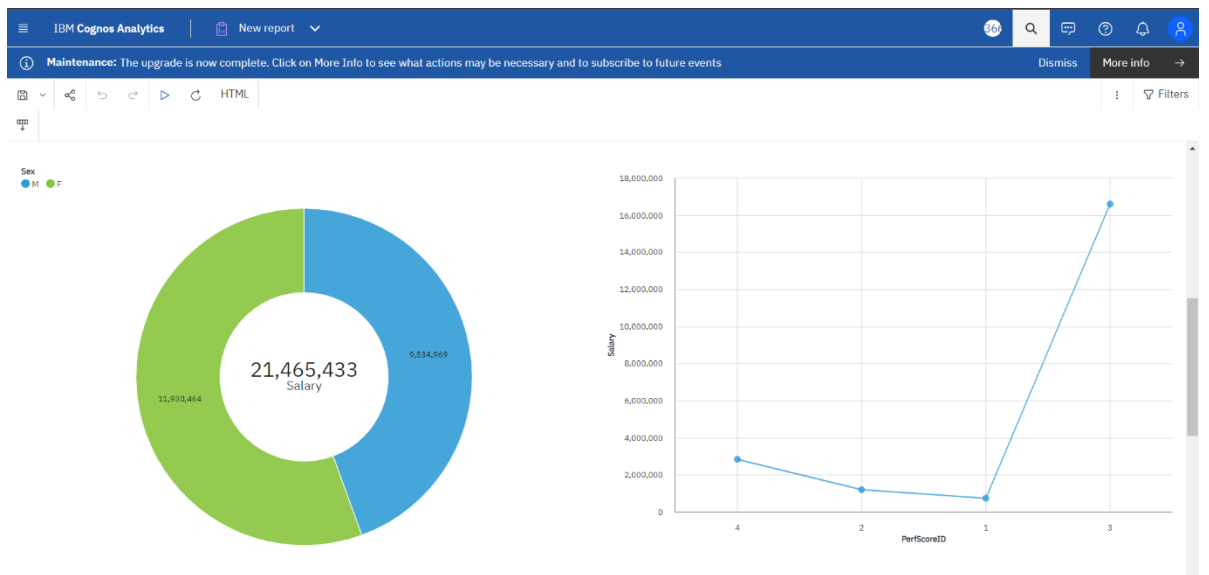 IBM Cognos Analytics
New report
366
Maintenance: The upgrade is now complete. Click on More Info to see what actions may be necessary and to subscribe to future events
Dismiss
More info
HTML
Filters
Sex
M F
21,465,433
Salary
9,534,969
11,930,464
18,000,000
16,000,000
14,000,000
12,000,000
10,000,000
8,000,000
6,000,000
4,000,000
2,000,000
0
Salary
4 2 1 3
PerfScoreID